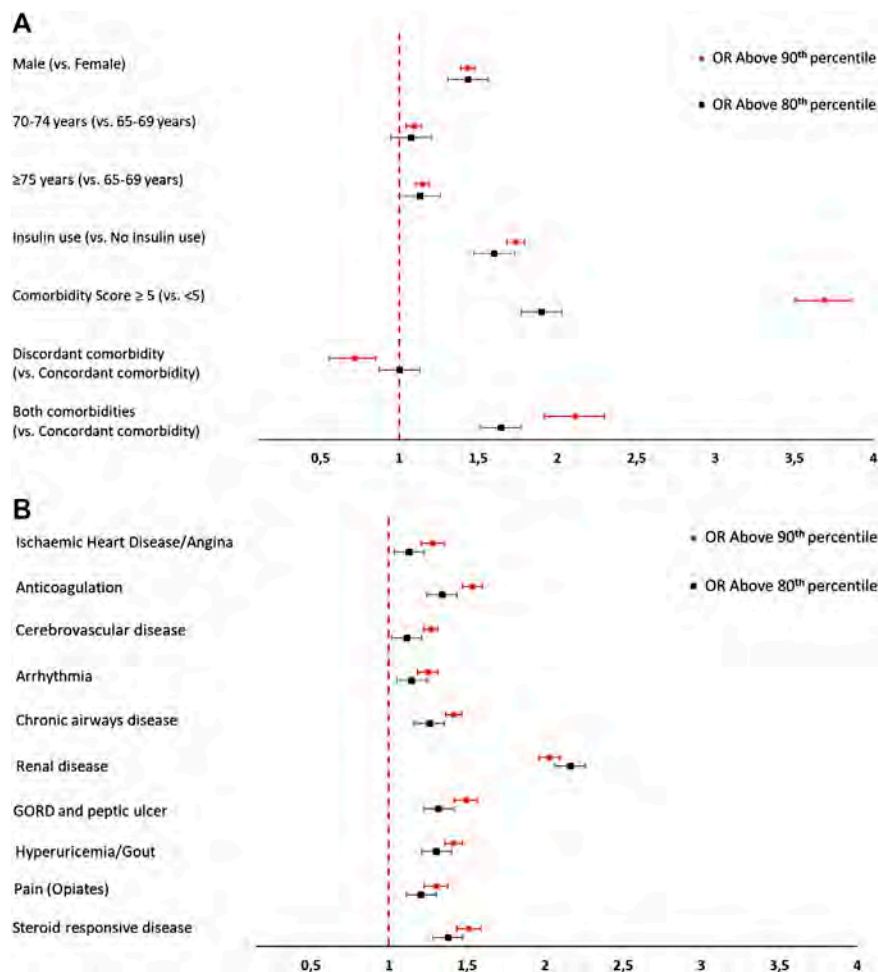 A
Male (vs. Female)
OR Above 90th percentile
OR Above 80th percentile
70-74 years (vs. 65-69 years)
≥75 years (vs. 65-69 years)
Insulin use (vs. No insulin use)
Comorbidity Score ≥ 5 (vs. <5)
Discordant comorbidity
(vs. Concordant comorbidity)
Both comorbidities
(vs. Concordant comorbidity)
0,5 1 1,5 2 2,5 3 3,5 4
B
Ischaemic Heart Disease/Angina
OR Above 90th percentile
OR Above 80th percentile
Anticoagulation
Cerebrovascular disease
Arrhythmia
Chronic airways disease
Renal disease
GORD and peptic ulcer
Hyperuricemia/Gout
Pain (Opiates)
Steroid responsive disease
0,5 1 1,5 2 2,5 3 3,5 4